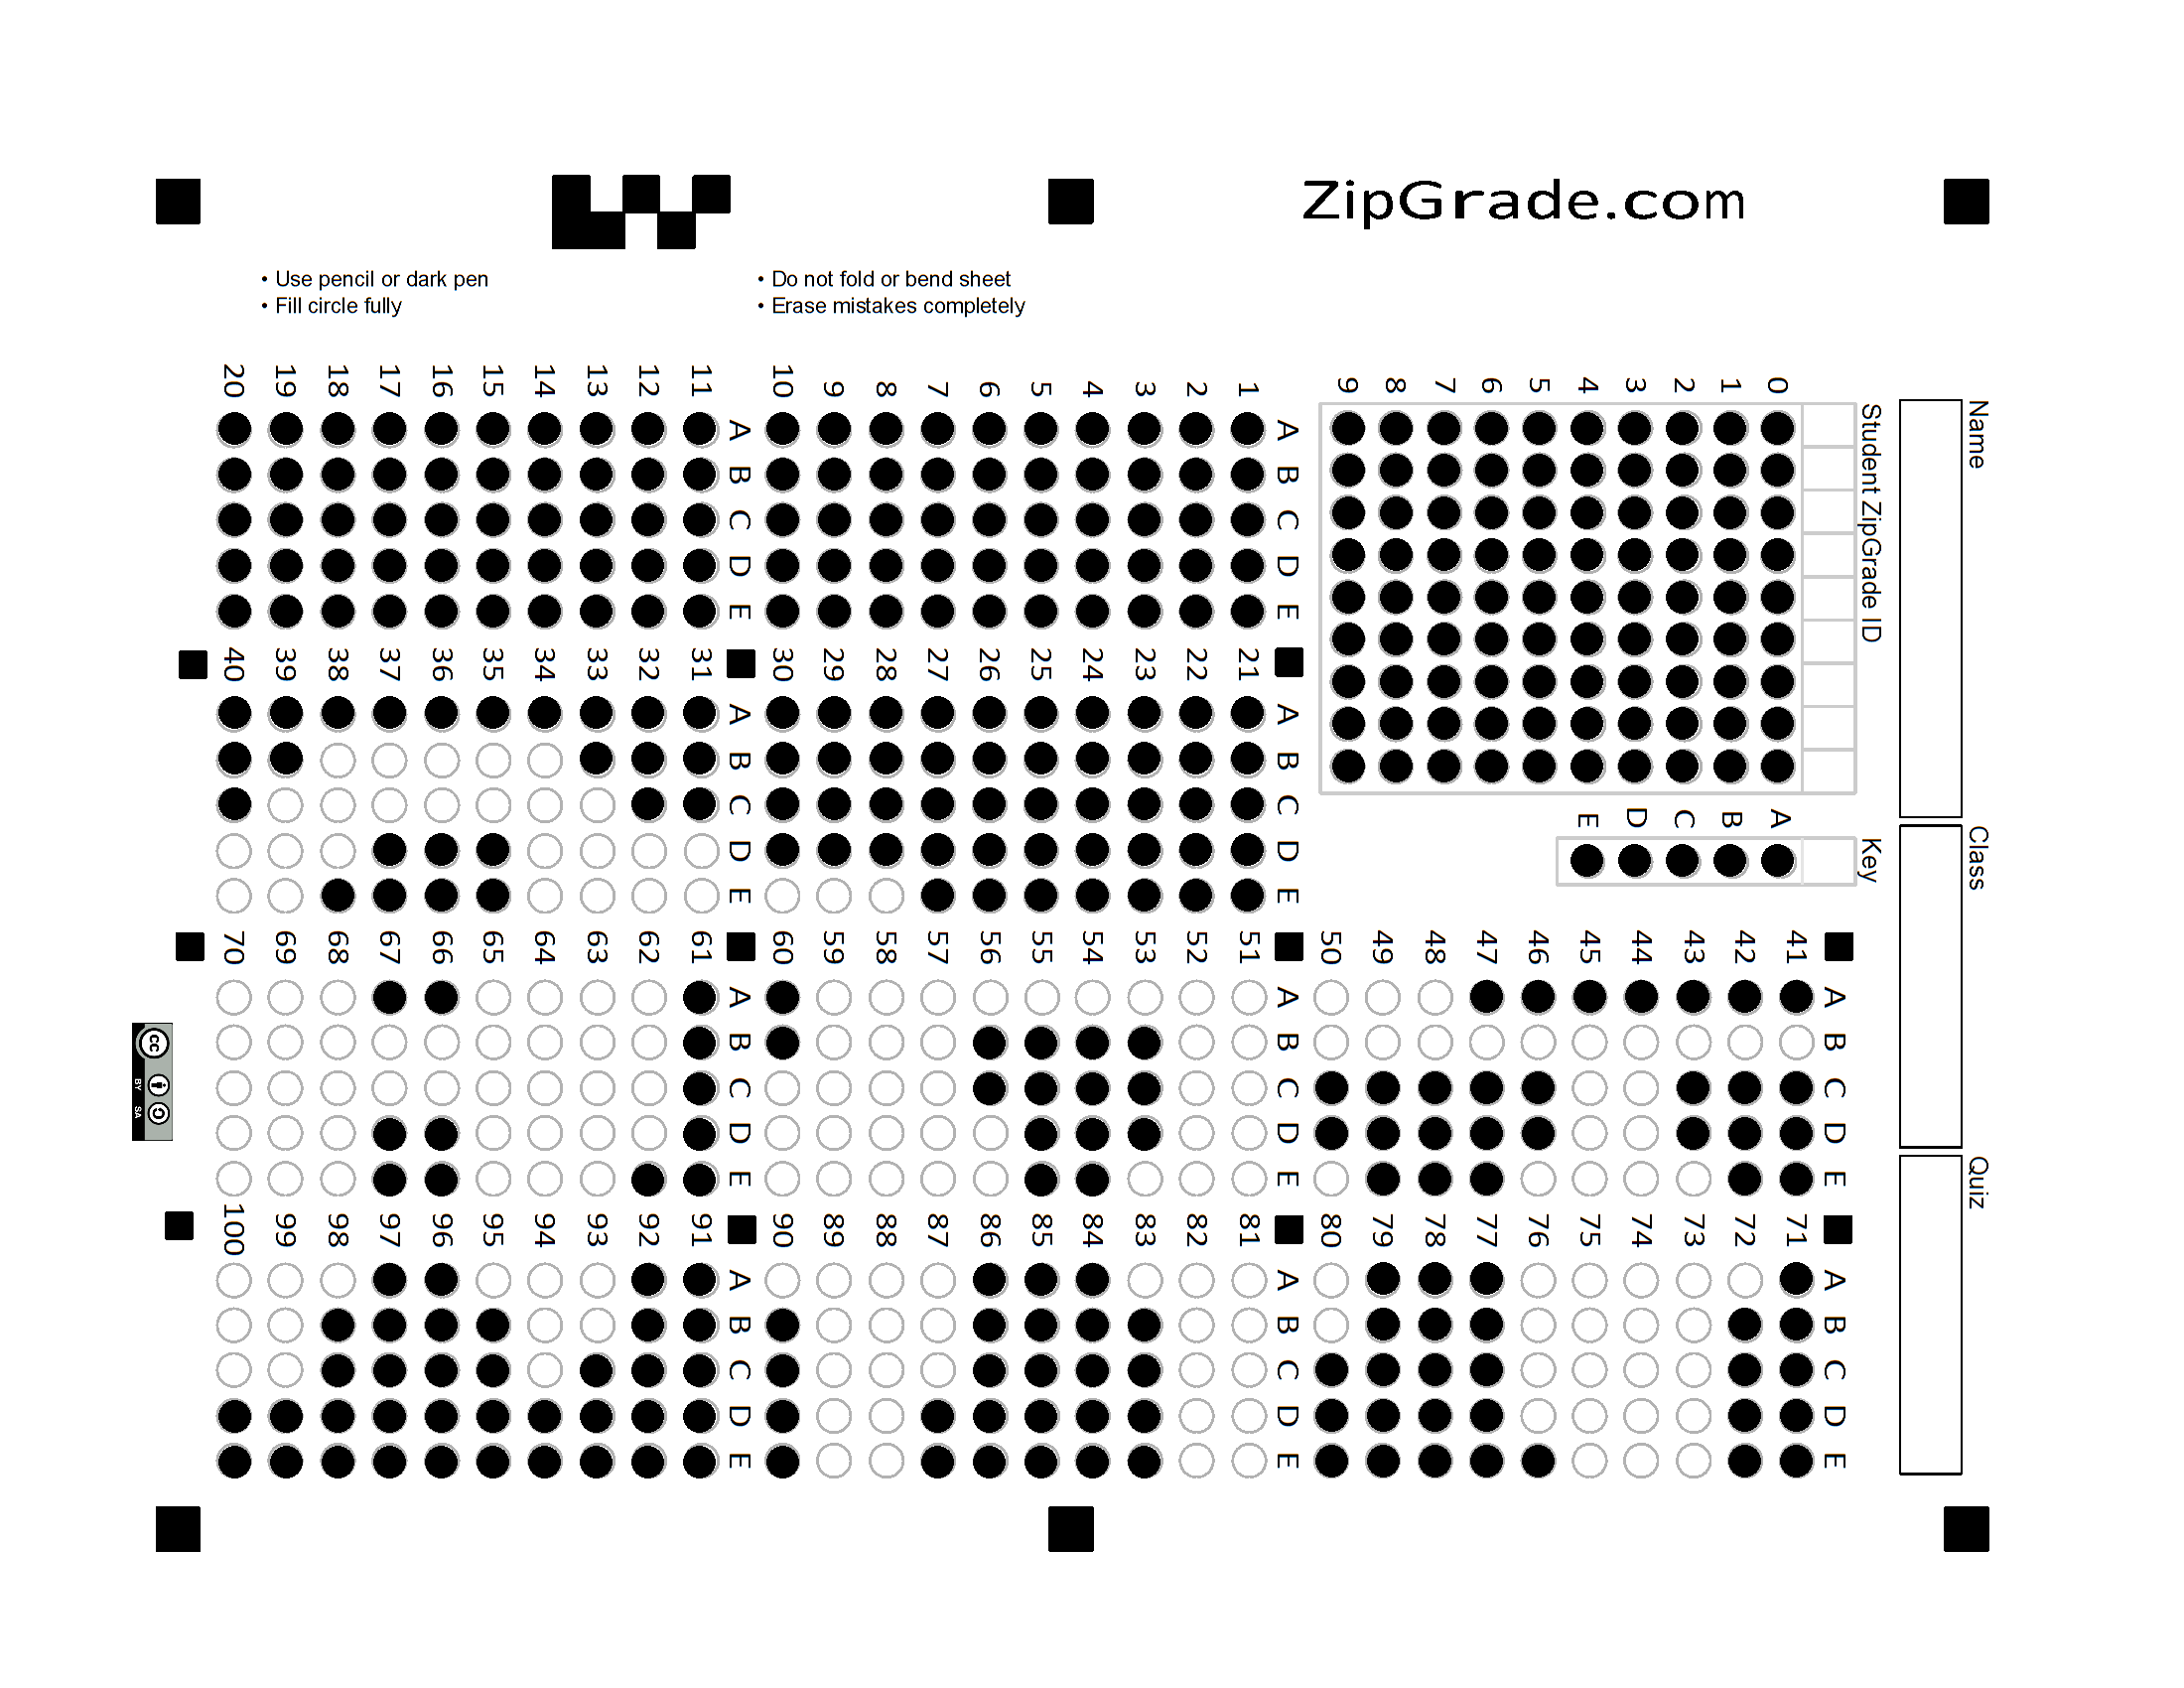 ZipGrade.com
• Use pencil or dark pen
• Fill circle fully
• Do not fold or bend sheet
• Erase mistakes completely
Name
Class
Quiz
Student ZipGrade ID
0 1 2 3 4 5 6 7 8 9
Key
A B C D E
1 2 3 4 5 6 7 8 9 10
A B C D E
11 12 13 14 15 16 17 18 19 20
A B C D E
21 22 23 24 25 26 27 28 29 30
A B C D E
31 32 33 34 35 36 37 38 39 40
A B C D E
41 42 43 44 45 46 47 48 49 50
A B C D E
51 52 53 54 55 56 57 58 59 60
A B C D E
61 62 63 64 65 66 67 68 69 70
A B C D E
71 72 73 74 75 76 77 78 79 80
A B C D E
81 82 83 84 85 86 87 88 89 90
A B C D E
91 92 93 94 95 96 97 98 99 100
A B C D E
cc
BY SA